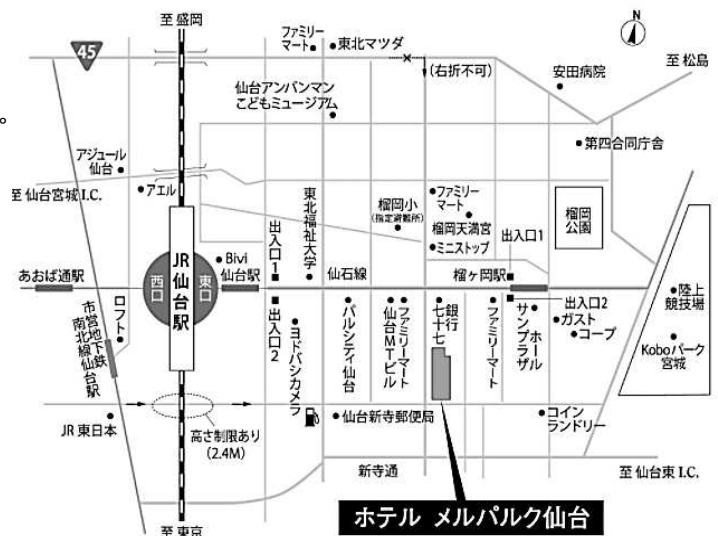 至 盛岡
N
45
ファミリー
マート
東北マツダ
(右折不可)
至 松島
安田病院
仙台アンパンマン
こどもミュージアム
。
第四合同庁舎
アジュール
仙台
至 仙台宮城 I.C.
アエル
東北福祉大学
榴岡小
(指定避難所)
ファミリー
マート
榴岡天満宮
ミニストップ
榴岡
公園
出入口1
出入口1
Bivi
仙台駅
JR仙台駅
西口
東口
あおば通駅
仙石線
榴ヶ岡駅
陸上
競技場
Koboパーク
宮城
市営地下鉄
南北線仙台駅
ロフト
出入口2
ヨドバシカメラ
パルシティ仙台
仙台MTビル
ファミリーマート
七十七
銀行
ファミリーマート
サンプラザ
ホール
出入口2
ガスト
コープ
JR 東日本
高さ制限あり
(2.4M)
仙台新寺郵便局
コイン
ランドリー
新寺通
至 仙台東 I.C.
至 東京
ホテル メルパルク仙台